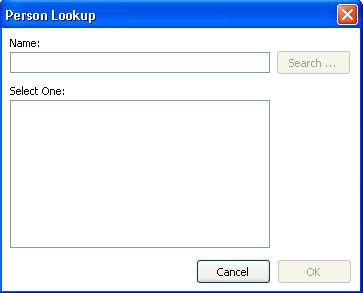 Person Lookup
Name:
Search ...
Select One:
Cancel
OK